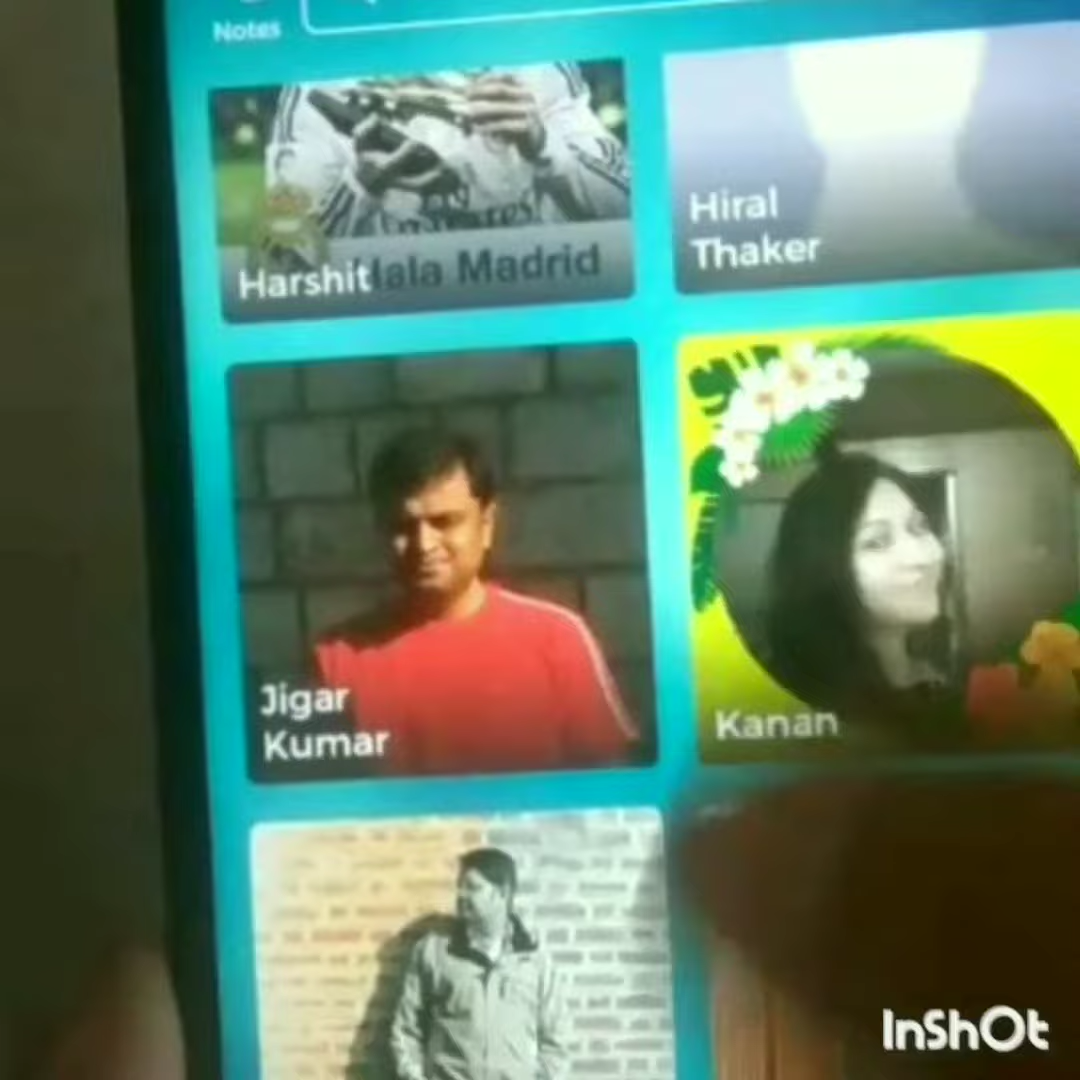 Notes
Harshit
Hala Madrid
Hiral
Thaker
Jigar
Kumar
Kanan
InShOt